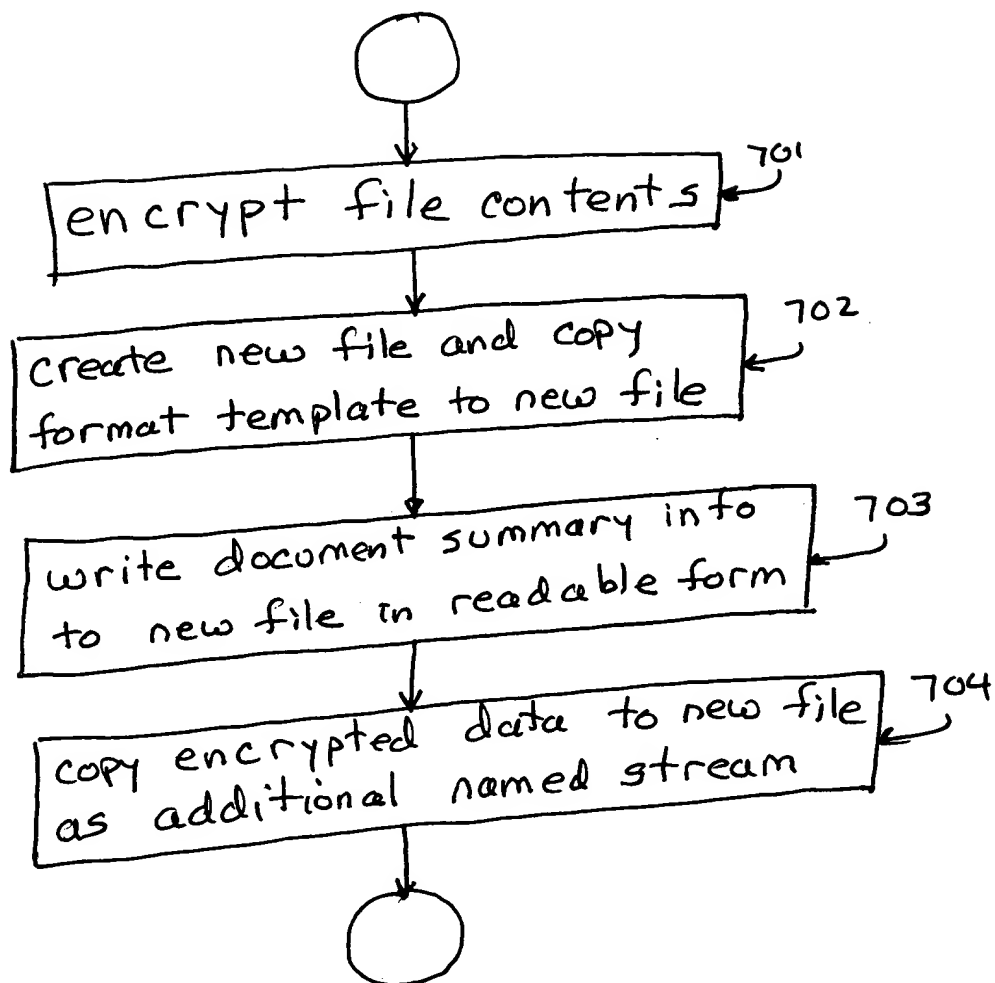 701
encrypt file contents
702
create new file and copy
format template to new file
703
write document summary info
to new file in readable form
704
copy encrypted data to new file
as additional named stream